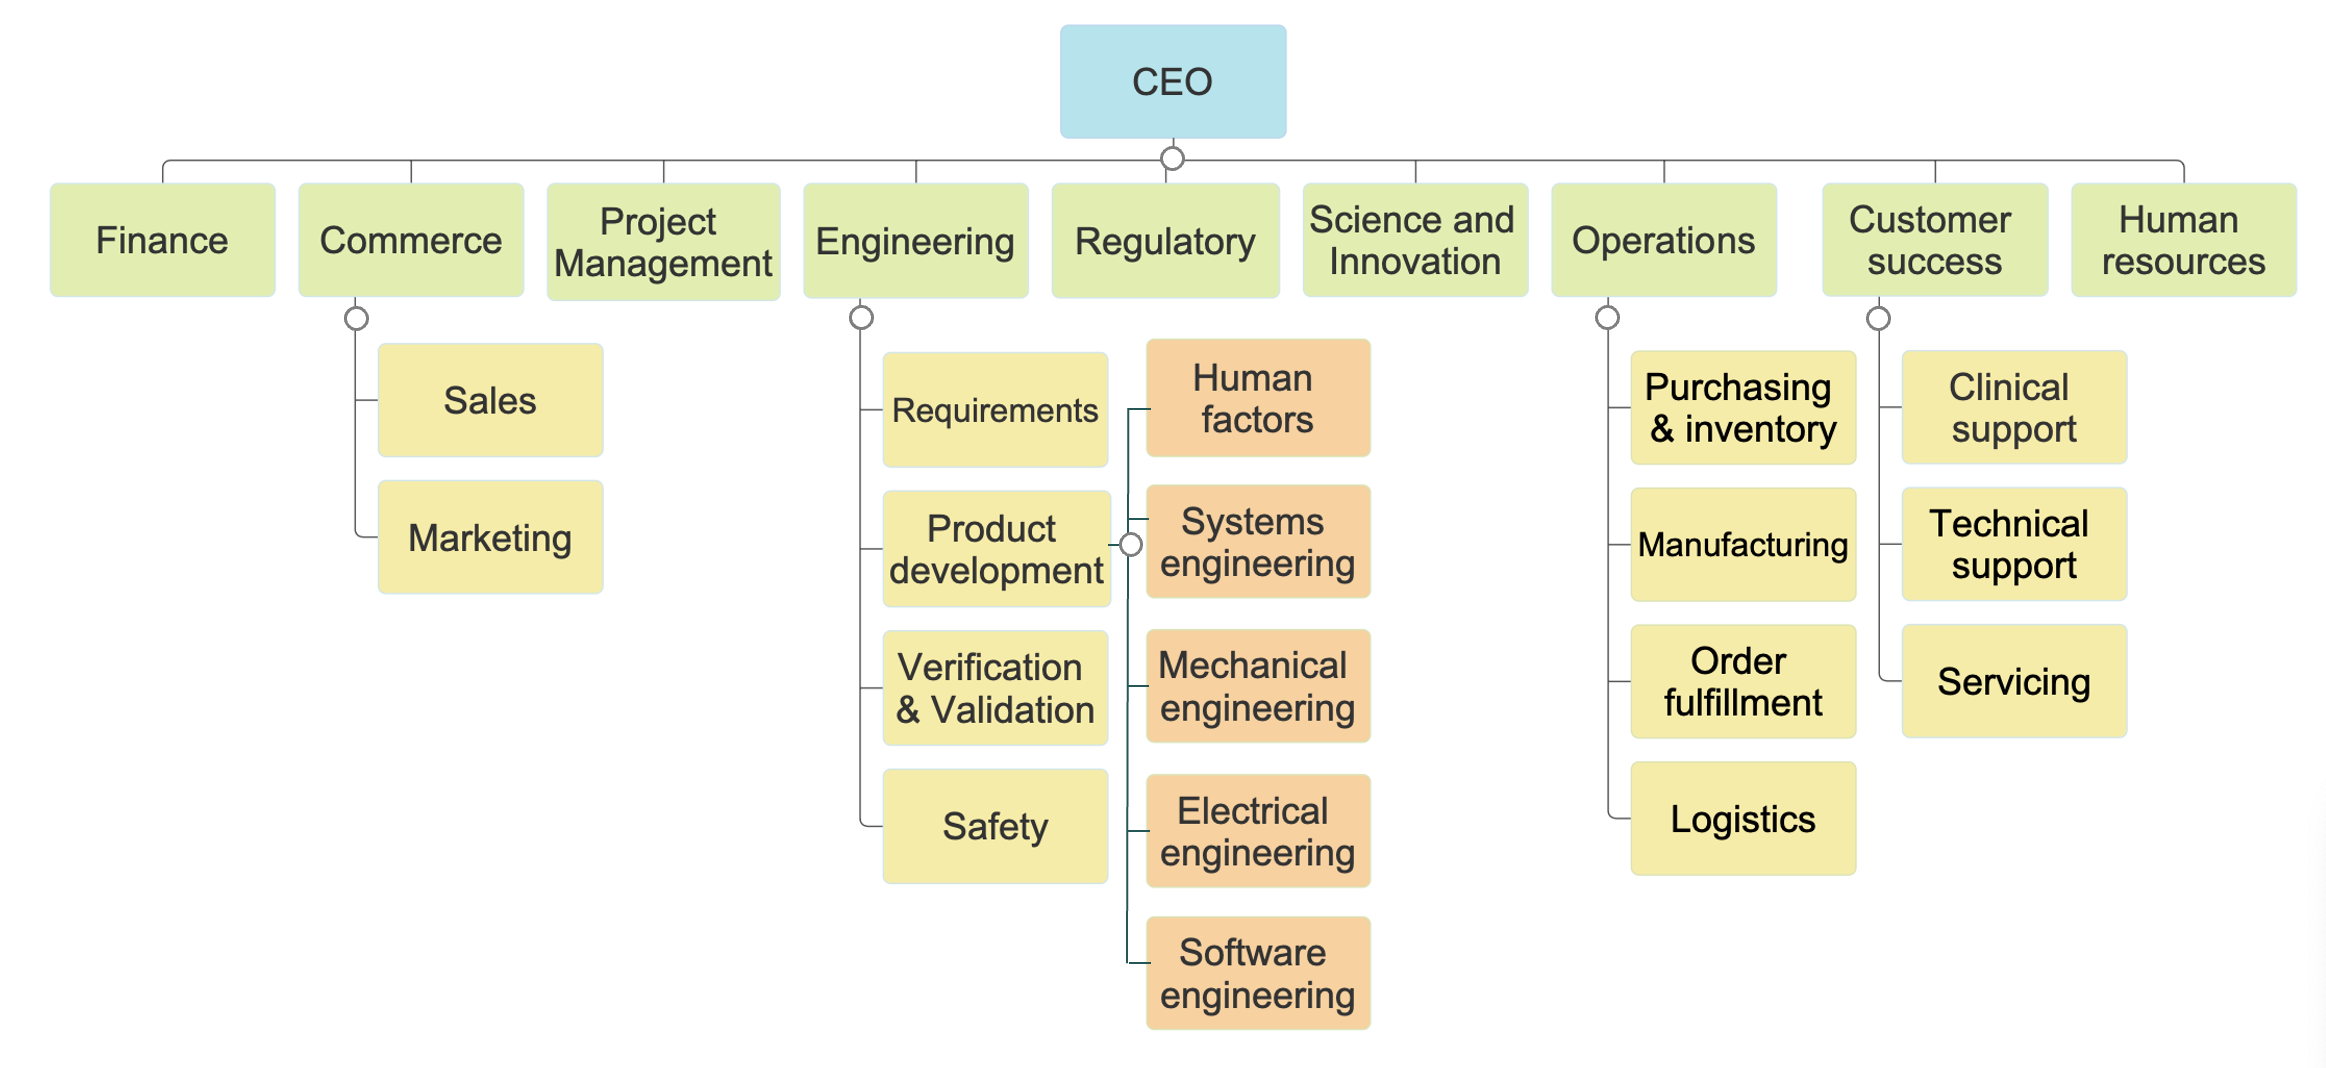 CEO
Finance
Commerce
Project
Management
Engineering
Regulatory
Science and
Innovation
Operations
Customer
success
Human
resources
Sales
Marketing
Requirements
Product
development
Verification
& Validation
Safety
Human
factors
Systems
engineering
Mechanical
engineering
Electrical
engineering
Software
engineering
Purchasing
& inventory
Manufacturing
Order
fulfillment
Logistics
Clinical
support
Technical
support
Servicing